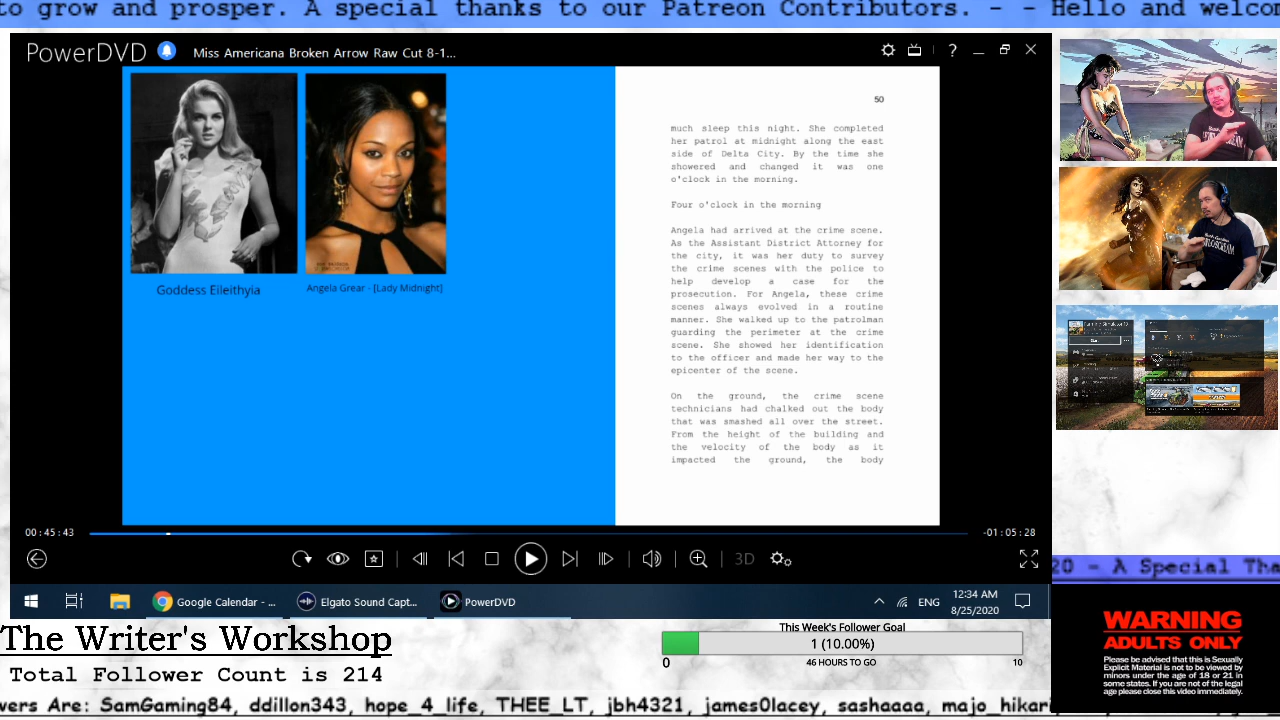 to grow and prosper. A special thanks to our Patreon Contributors. - - Hello and welcom
PowerDVD
Miss Americana Broken Arrow Raw Cut 8-1...
50
much sleep this night. She completed
her patrol at midnight along the east
side of Delta City. By the time she
showered and changed it was one
o'clock in the morning.
Four o'clock in the morning
Angela had arrived at the crime scene.
As the Assistant District Attorney for
the city, it was her duty to survey
the crime scenes with the police to
help develop a case for the
prosecution. For Angela, these crime
scenes always evolved in a routine
manner. She walked up to the patrolman
guarding the perimeter at the crime
scene. She showed her identification
to the officer and made her way to the
epicenter of the scene.
On the ground, the crime scene
technicians had chalked out the body
that was smashed all over the street.
From the height of the building and
the velocity of the body as it
impacted the ground, the body
Goddess Eileithyia
Angela Grear - [Lady Midnight]
00:45:43
-01:05:28
3D
Google Calendar - ...
Elgato Sound Capt...
PowerDVD
ENG
12:34 AM
8/25/2020
20 - A Special Tha
WARNING
ADULTS ONLY
Please be advised that this is Sexually
Explicit Material is not to be viewed by
minors under the age of 18 or 21 in
some states. If you are not of the legal
age please close this video immediately.
The Writer's Workshop
Total Follower Count is 214
This Week's Follower Goal
1 (10.00%)
0
46 HOURS TO GO
10
wers Are: SamGaming84, ddillon343, hope_4_life, THEE_LT, jbh4321, james0lacey, sashaaaa, majo_hikari